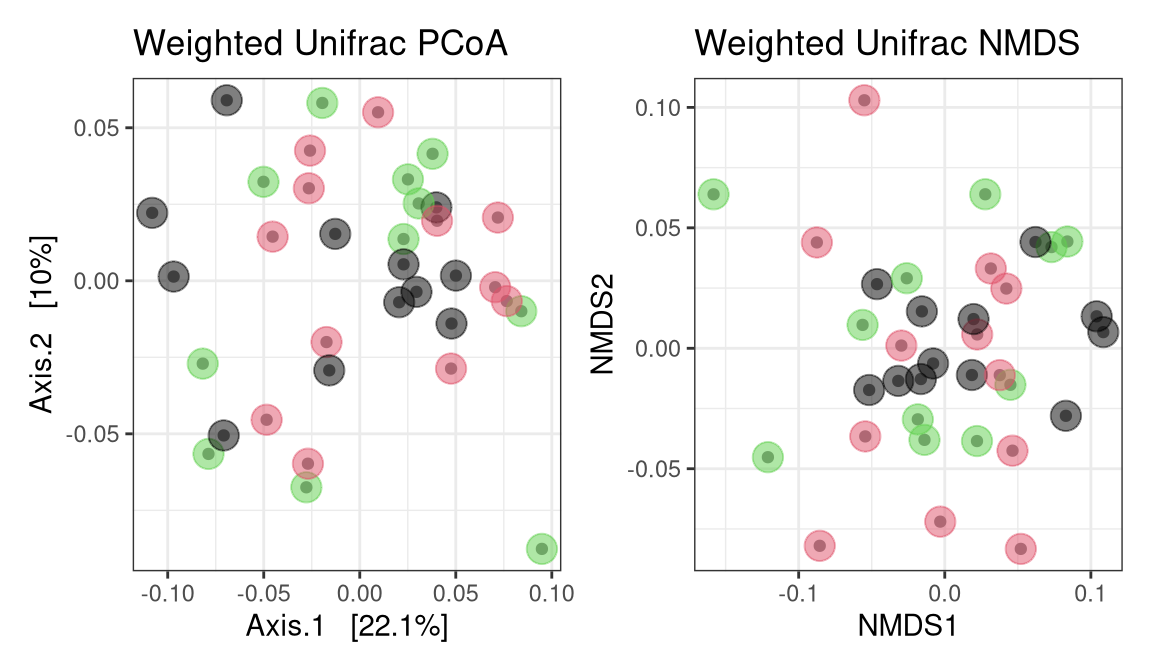 Weighted Unifrac PCoA
0.05
0.00
-0.05
Axis.2 [10%]
-0.10
-0.05
0.00
0.05
0.10
Axis.1 [22.1%]
Weighted Unifrac NMDS
0.10
0.05
0.00
-0.05
NMDS2
-0.1
0.0
0.1
NMDS1